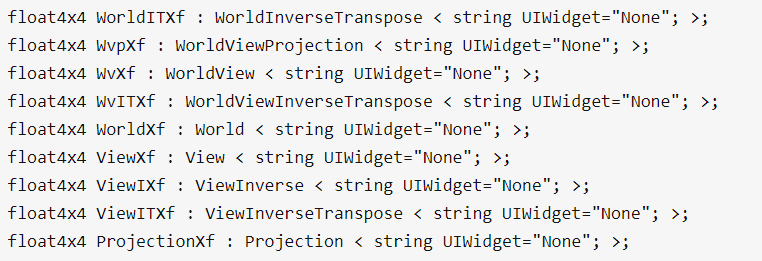 float4x4 WorldITXf : WorldInverseTranspose < string UIWidget="None"; >;
float4x4 WvpXf : WorldViewProjection < string UIWidget="None"; >;
float4x4 WvXf : WorldView < string UIWidget="None"; >;
float4x4 WvITXf : WorldViewInverseTranspose < string UIWidget="None"; >;
float4x4 WorldXf : World < string UIWidget="None"; >;
float4x4 ViewXf : View < string UIWidget="None"; >;
float4x4 ViewIXf : ViewInverse < string UIWidget="None"; >;
float4x4 ViewITXf : ViewInverseTranspose < string UIWidget="None"; >;
float4x4 ProjectionXf : Projection < string UIWidget="None"; >;